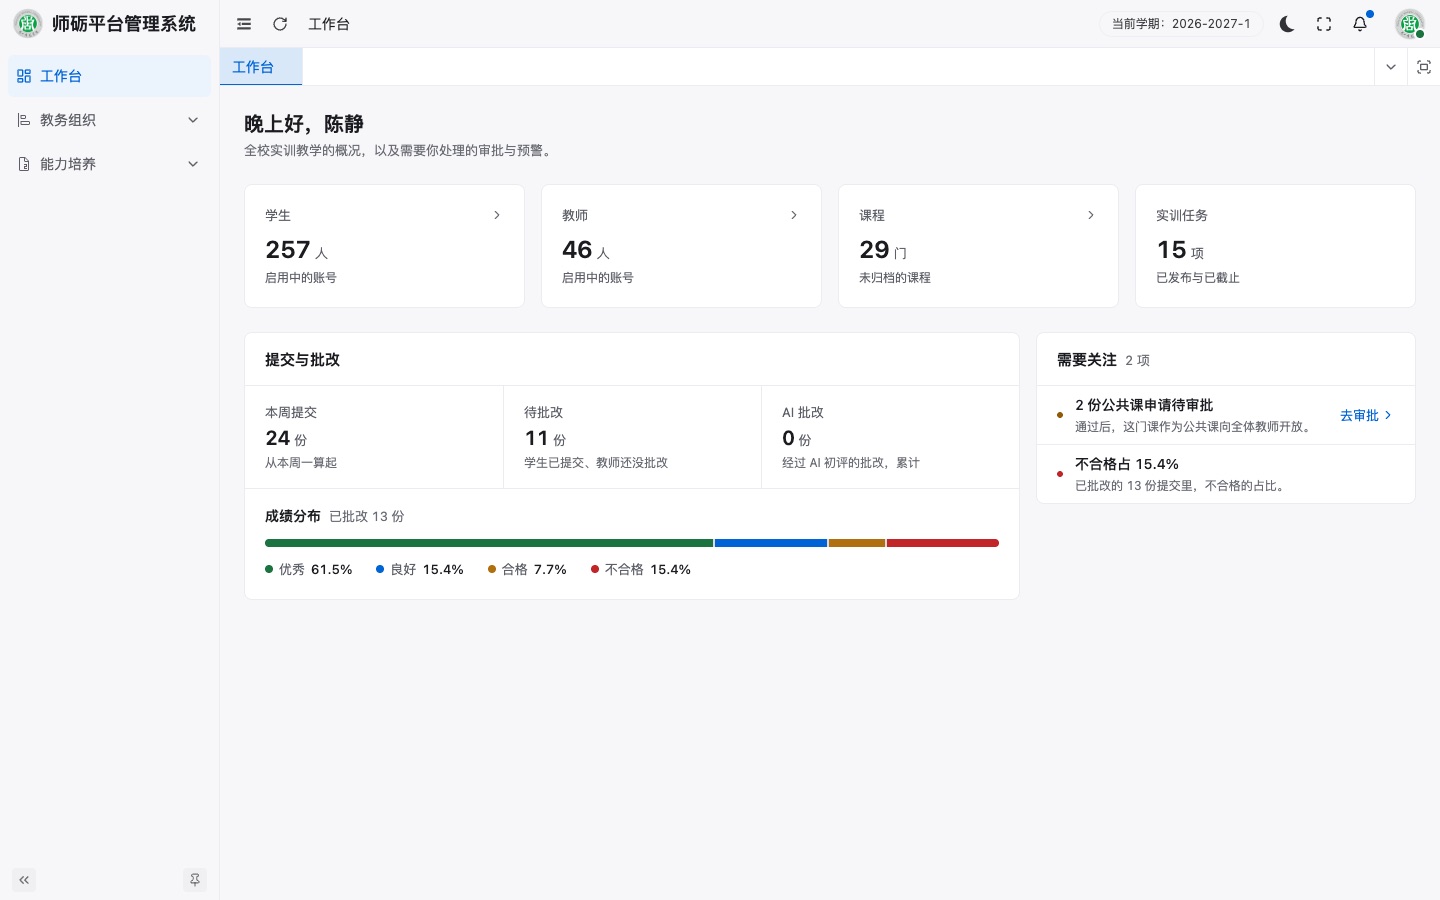 师砺平台管理系统
工作台
当前学期：2026-2027-1
工作台
教务组织
能力培养
工作台
晚上好，陈静
全校实训教学的概况，以及需要你处理的审批与预警。
学生
257 人
启用中的账号
教师
46 人
启用中的账号
课程
29 门
未归档的课程
实训任务
15 项
已发布与已截止
提交与批改
本周提交
24 份
从本周一算起
待批改
11 份
学生已提交、教师还没批改
AI 批改
0 份
经过 AI 初评的批改，累计
成绩分布 已批改 13 份
优秀 61.5% 良好 15.4% 合格 7.7% 不合格 15.4%
需要关注 2 项
2 份公共课申请待审批
通过后，这门课作为公共课向全体教师开放。
去审批
不合格占 15.4%
已批改的 13 份提交里，不合格的占比。